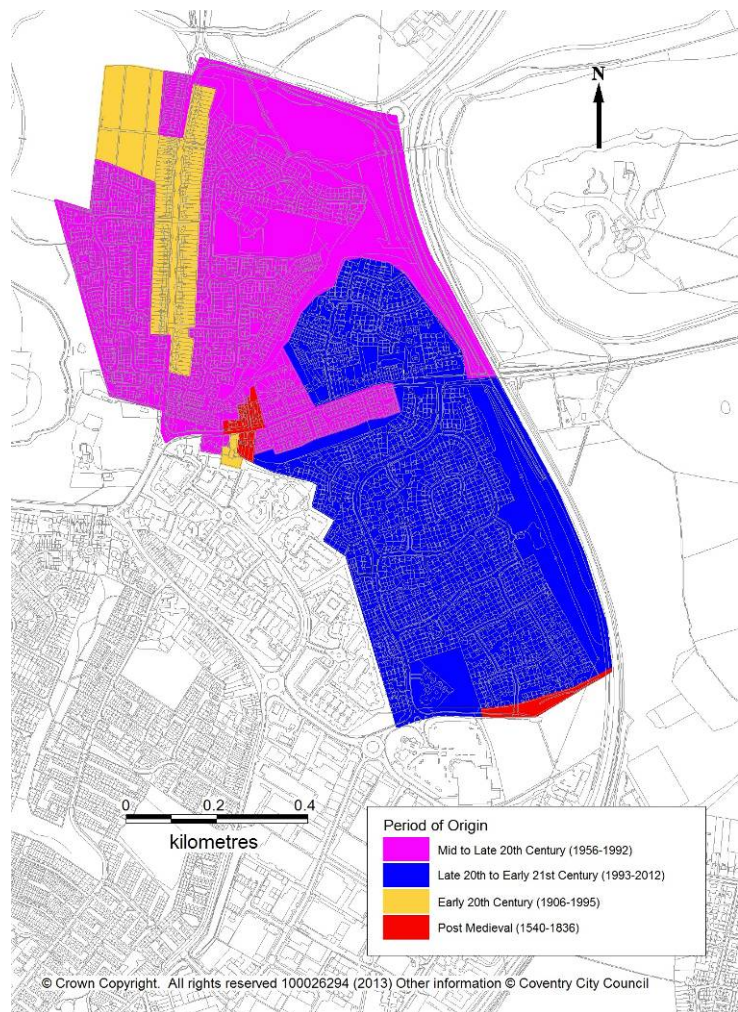 N
0 0.2 0.4
kilometres
Period of Origin
Mid to Late 20th Century (1956-1992)
Late 20th to Early 21st Century (1993-2012)
Early 20th Century (1906-1995)
Post Medieval (1540-1836)
© Crown Copyright. All rights reserved 100026294 (2013) Other information © Coventry City Council